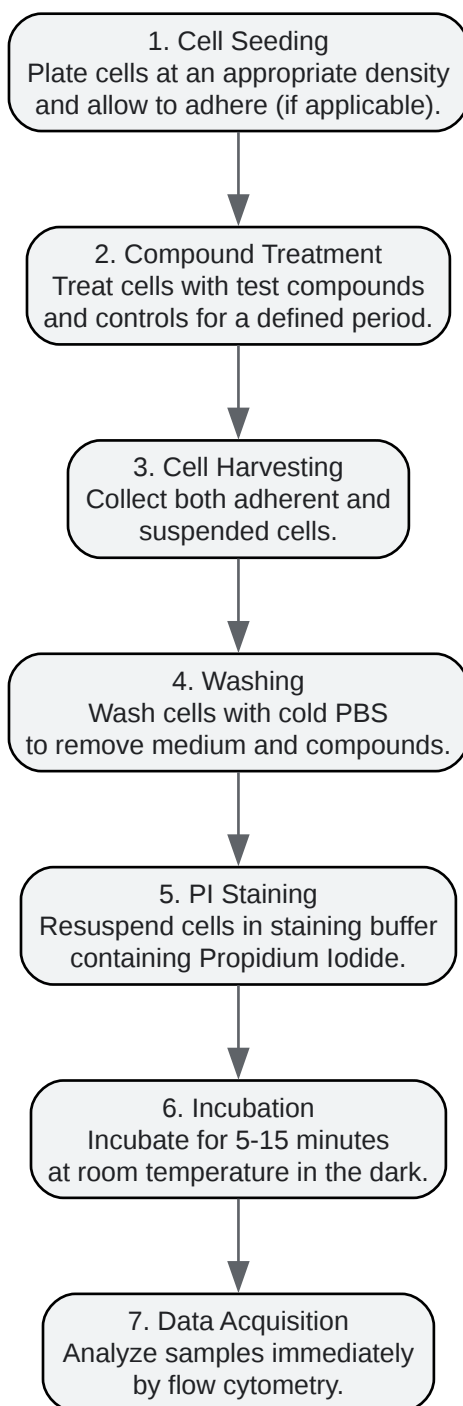 1. Cell Seeding
Plate cells at an appropriate density
and allow to adhere (if applicable).
2. Compound Treatment
Treat cells with test compounds
and controls for a defined period.
3. Cell Harvesting
Collect both adherent and
suspended cells.
4. Washing
Wash cells with cold PBS
to remove medium and compounds.
5. PI Staining
Resuspend cells in staining buffer
containing Propidium Iodide.
6. Incubation
Incubate for 5-15 minutes
at room temperature in the dark.
7. Data Acquisition
Analyze samples immediately
by flow cytometry.